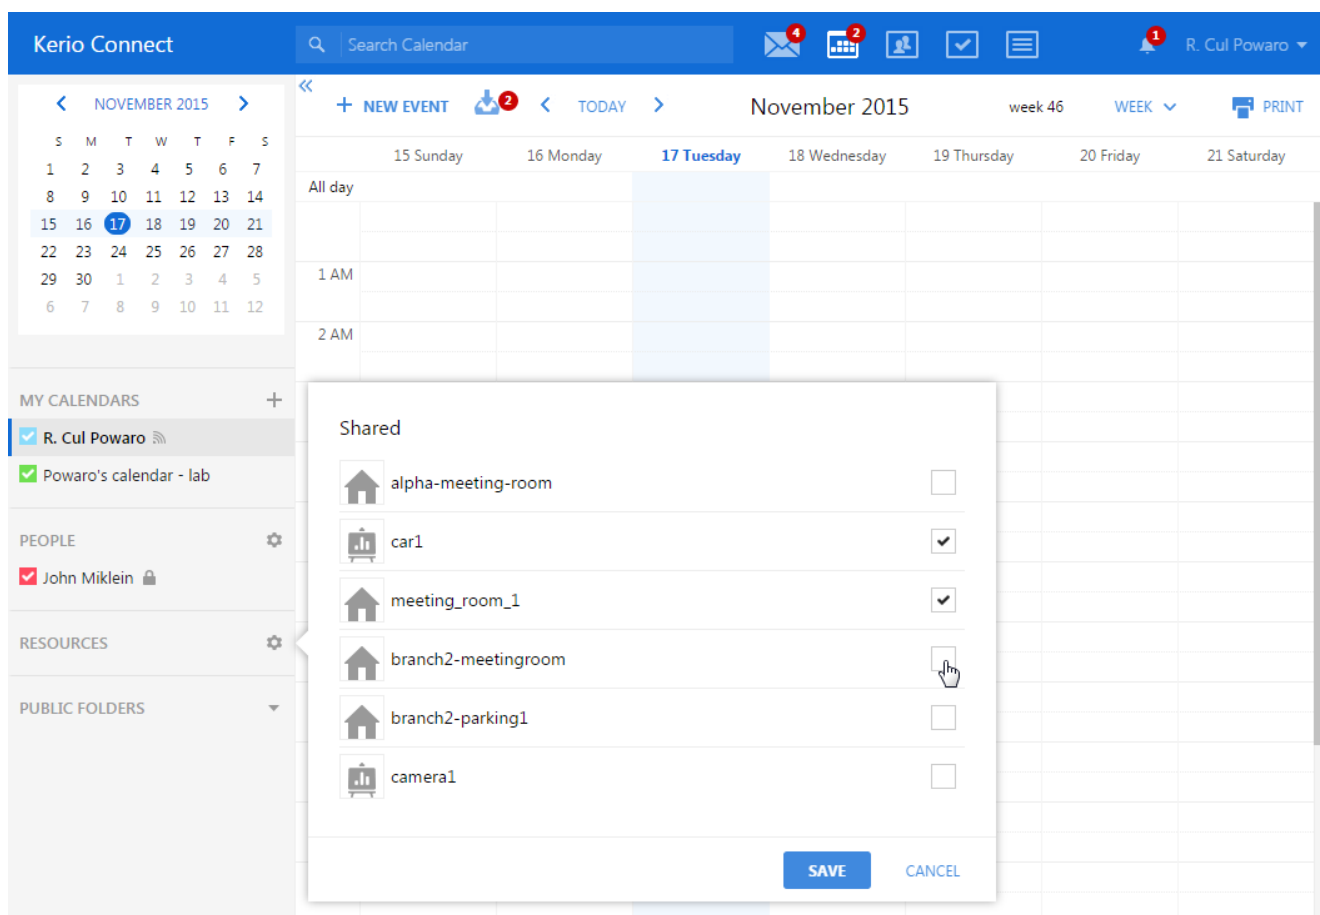 Kerio Connect
Search Calendar
4
2
1
R. Cul Powaro
NOVEMBER 2015
S M T W T F S
1 2 3 4 5 6 7
8 9 10 11 12 13 14
15 16 17 18 19 20 21
22 23 24 25 26 27 28
29 30 1 2 3 4 5
6 7 8 9 10 11 12
MY CALENDARS
R. Cul Powaro
Powaro's calendar - lab
PEOPLE
John Miklein
RESOURCES
PUBLIC FOLDERS
NEW EVENT 2 TODAY November 2015 week 46 WEEK PRINT
15 Sunday 16 Monday 17 Tuesday 18 Wednesday 19 Thursday 20 Friday 21 Saturday
All day
1 AM
2 AM
Shared
alpha-meeting-room
car1
meeting_room_1
branch2-meetingroom
branch2-parking1
camera1
SAVE CANCEL